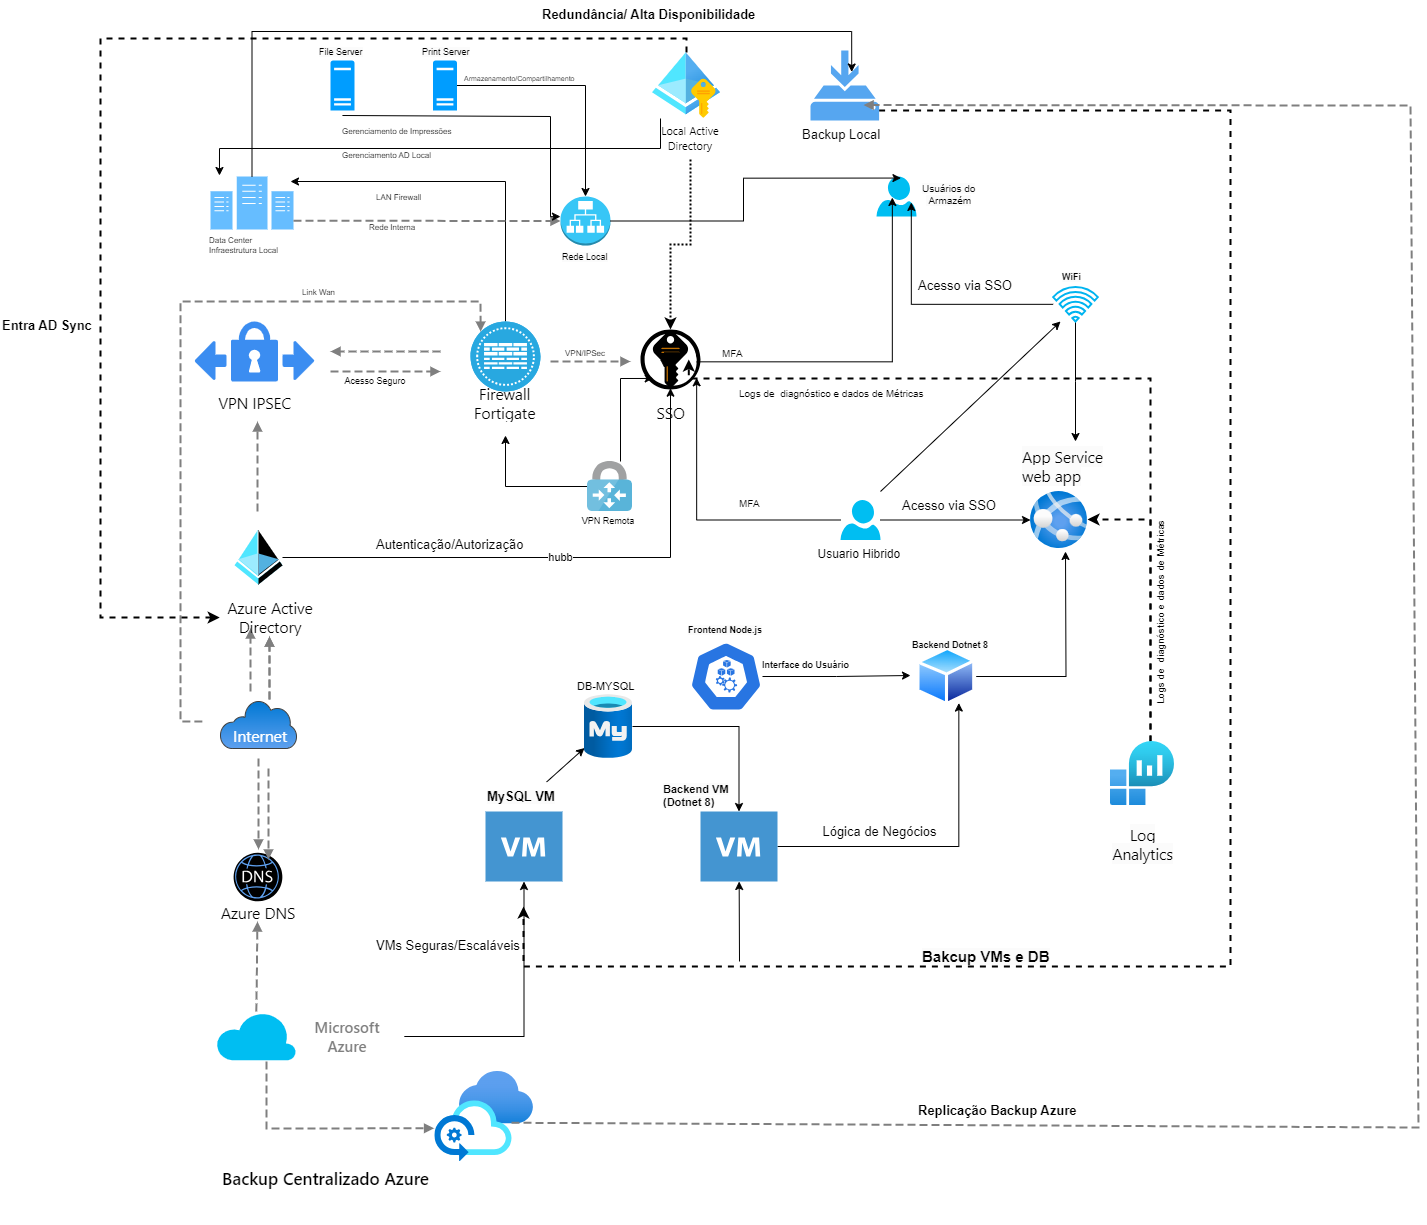 Redundância/ Alta Disponibilidade
File Server
Print Server
Armazenamento/Compartilhamento
Gerenciamento de Impressões
Local Active
Directory
Backup Local
Gerenciamento AD Local
LAN Firewall
Usuários do
Armazém
Rede Interna
Data Center
Infraestrutura Local
Rede Local
WiFi
Acesso via SSO
Link Wan
Entra AD Sync
VPN/IPSec
MFA
Acesso Seguro
VPN IPSEC
Firewall
Fortigate
SSO
Logs de diagnóstico e dados de Métricas
App Service
web app
MFA
Acesso via SSO
VPN Remota
Usuario Hibrido
Autenticação/Autorização
hubb
Logs de diagnóstico e dados de Métricas
Azure Active
Directory
Frontend Node.js
Backend Dotnet 8
Interface do Usuário
DB-MYSQL
My
Internet
MySQL VM
Backend VM
(Dotnet 8)
VM
VM
Lógica de Negócios
Log
Analytics
DNS
Azure DNS
VMs Seguras/Escaláveis
Bakcup VMs e DB
Microsoft
Azure
Replicação Backup Azure
Backup Centralizado Azure